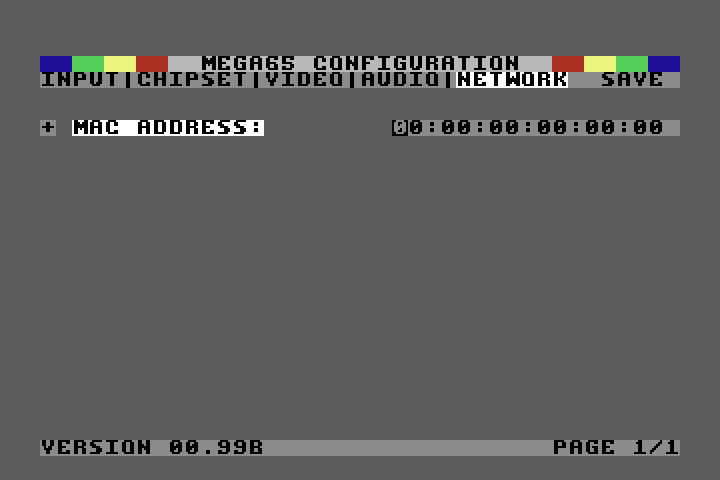 MEGA65 CONFIGURATION
INPUT|CHIPSET|VIDEO|AUDIO|NETWORK SAVE
+ MAC ADDRESS: 00:00:00:00:00:00
VERSION 00.99B PAGE 1/1